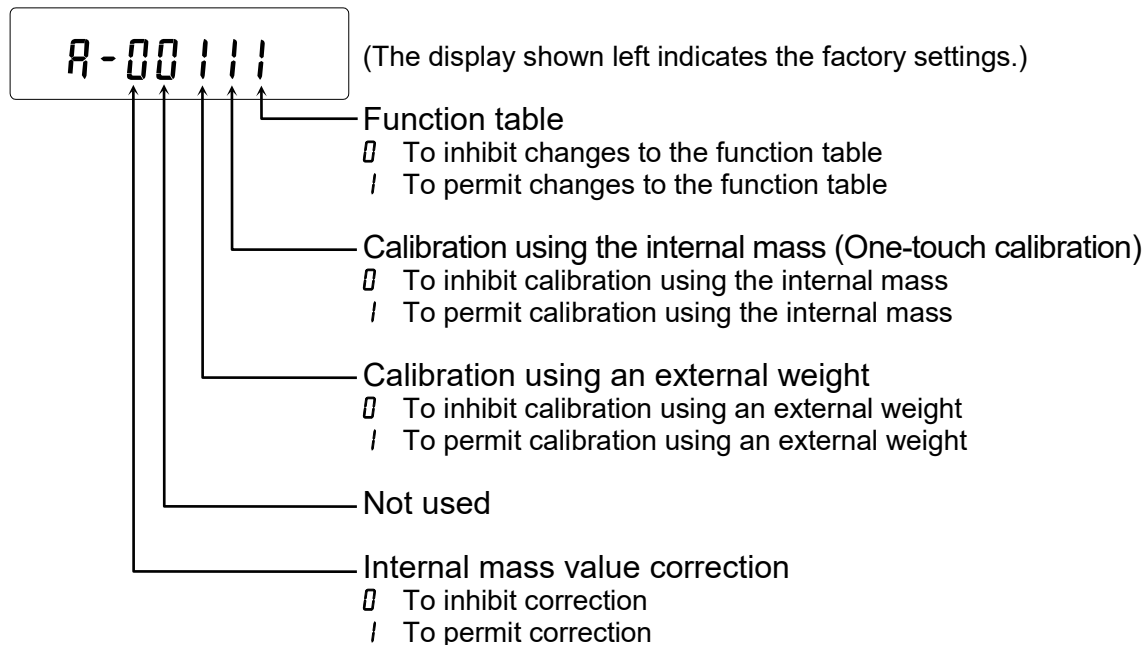 A-00111
(The display shown left indicates the factory settings.)
Function table
0 To inhibit changes to the function table
1 To permit changes to the function table
Calibration using the internal mass (One-touch calibration)
0 To inhibit calibration using the internal mass
1 To permit calibration using the internal mass
Calibration using an external weight
0 To inhibit calibration using an external weight
1 To permit calibration using an external weight
Not used
Internal mass value correction
0 To inhibit correction
1 To permit correction